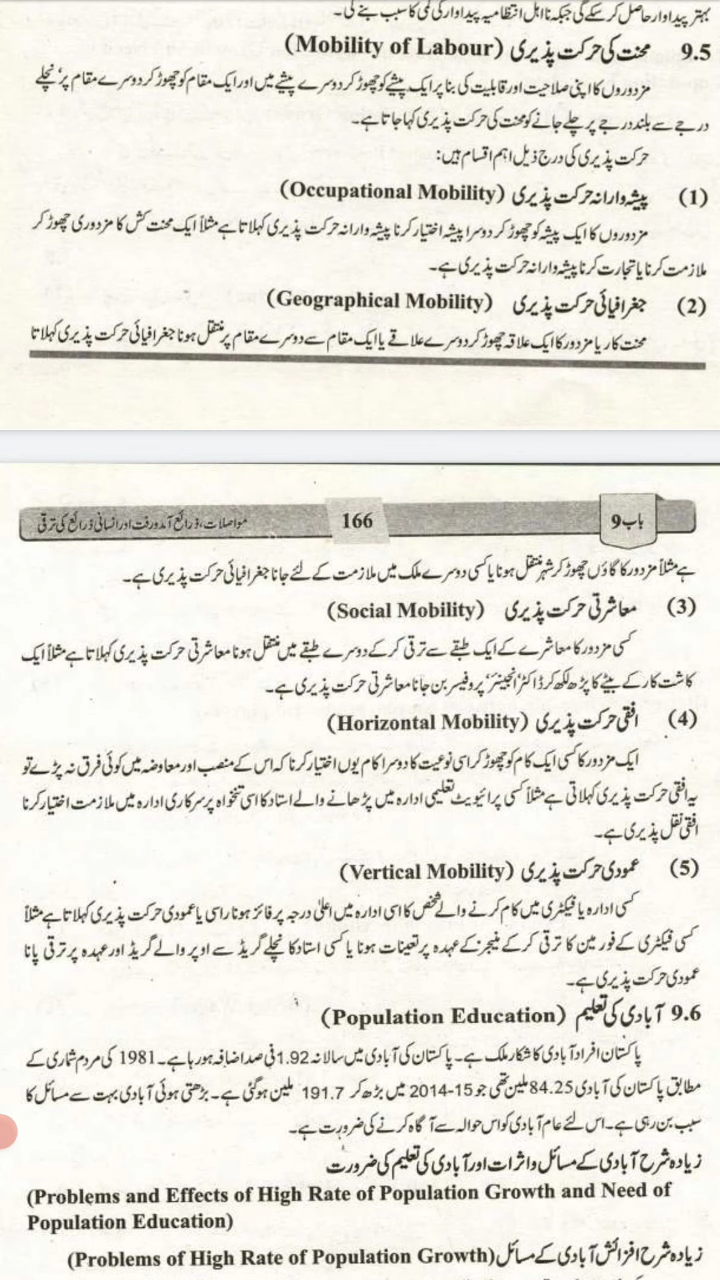 بہتر پیداوار حاصل کر سکے گی جبکہ نااہل انتظامیہ پیداوار کی کمی کا سبب بنے گی۔
9.5 محنت کی حرکت پذیری (Mobility of Labour)
مزدوروں کا اپنی صلاحیت اور قابلیت کی بنا پر ایک پیشے کو چھوڑ کر دوسرے پیشے میں اور ایک مقام کو چھوڑ کر دوسرے مقام پر، نچلے
درجے سے بلند درجے پر چلے جانے کو محنت کی حرکت پذیری کہا جاتا ہے۔
حرکت پذیری کی درج ذیل اہم اقسام ہیں:
(1) پیشہ وارانہ حرکت پذیری (Occupational Mobility)
مزدوروں کا ایک پیشہ کو چھوڑ کر دوسرا پیشہ اختیار کرنا پیشہ وارانہ حرکت پذیری کہلاتا ہے مثلاً ایک محنت کش کا مزدوری چھوڑ کر
ملازمت کرنا یا تجارت کرنا پیشہ وارانہ حرکت پذیری ہے۔
(2) جغرافیائی حرکت پذیری (Geographical Mobility)
محنت کار یا مزدور کا ایک علاقہ چھوڑ کر دوسرے علاقے یا ایک مقام سے دوسرے مقام پر منتقل ہونا جغرافیائی حرکت پذیری کہلاتا
باب 9
166
مواصلات، ذرائع آمدورفت اور انسانی ذرائع کی ترقی
ہے مثلاً مزدور کا گاؤں چھوڑ کر شہر منتقل ہونا یا کسی دوسرے ملک میں ملازمت کے لئے جانا جغرافیائی حرکت پذیری ہے۔
(3) معاشرتی حرکت پذیری (Social Mobility)
کسی مزدور کا معاشرے کے ایک طبقے سے ترقی کر کے دوسرے طبقے میں منتقل ہونا معاشرتی حرکت پذیری کہلاتا ہے مثلاً ایک
کاشت کار کے بیٹے کا پڑھ لکھ کر ڈاکٹر، انجینئر، پروفیسر بن جانا معاشرتی حرکت پذیری ہے۔
(4) افقی حرکت پذیری (Horizontal Mobility)
ایک مزدور کا کسی ایک کام کو چھوڑ کر اسی نوعیت کا دوسرا کام یوں اختیار کرنا کہ اس کے منصب اور معاوضہ میں کوئی فرق نہ پڑے تو
یہ افقی حرکت پذیری کہلاتی ہے مثلاً کسی پرائیویٹ تعلیمی ادارہ میں پڑھانے والے استاد کا اسی تنخواہ پر سرکاری ادارہ میں ملازمت اختیار کرنا
افقی نقل پذیری ہے۔
(5) عمودی حرکت پذیری (Vertical Mobility)
کسی ادارہ یا فیکٹری میں کام کرنے والے شخص کا اسی ادارہ میں اعلیٰ درجہ پر فائز ہونا راسی یا عمودی حرکت پذیری کہلاتا ہے مثلاً
کسی فیکٹری کے فورمین کا ترقی کر کے منیجر کے عہدہ پر تعینات ہونا یا کسی استاد کا نچلے گریڈ سے اوپر والے گریڈ اور عہدہ پر ترقی پانا
عمودی حرکت پذیری ہے۔
9.6 آبادی کی تعلیم (Population Education)
پاکستان افراد آبادی کا شکار ملک ہے۔ پاکستان کی آبادی میں سالانہ 1.92 فی صد اضافہ ہو رہا ہے۔ 1981 کی مردم شماری کے
مطابق پاکستان کی آبادی 84.25 ملین تھی جو 2014-15 میں بڑھ کر 191.7 ملین ہو گئی ہے۔ بڑھتی ہوئی آبادی بہت سے مسائل کا
سبب بن رہی ہے۔ اس لئے عام آبادی کو اس حوالہ سے آگاہ کرنے کی ضرورت ہے۔
زیادہ شرح آبادی کے مسائل و اثرات اور آبادی کی تعلیم کی ضرورت
(Problems and Effects of High Rate of Population Growth and Need of
Population Education)
زیادہ شرح افزائش آبادی کے مسائل (Problems of High Rate of Population Growth)